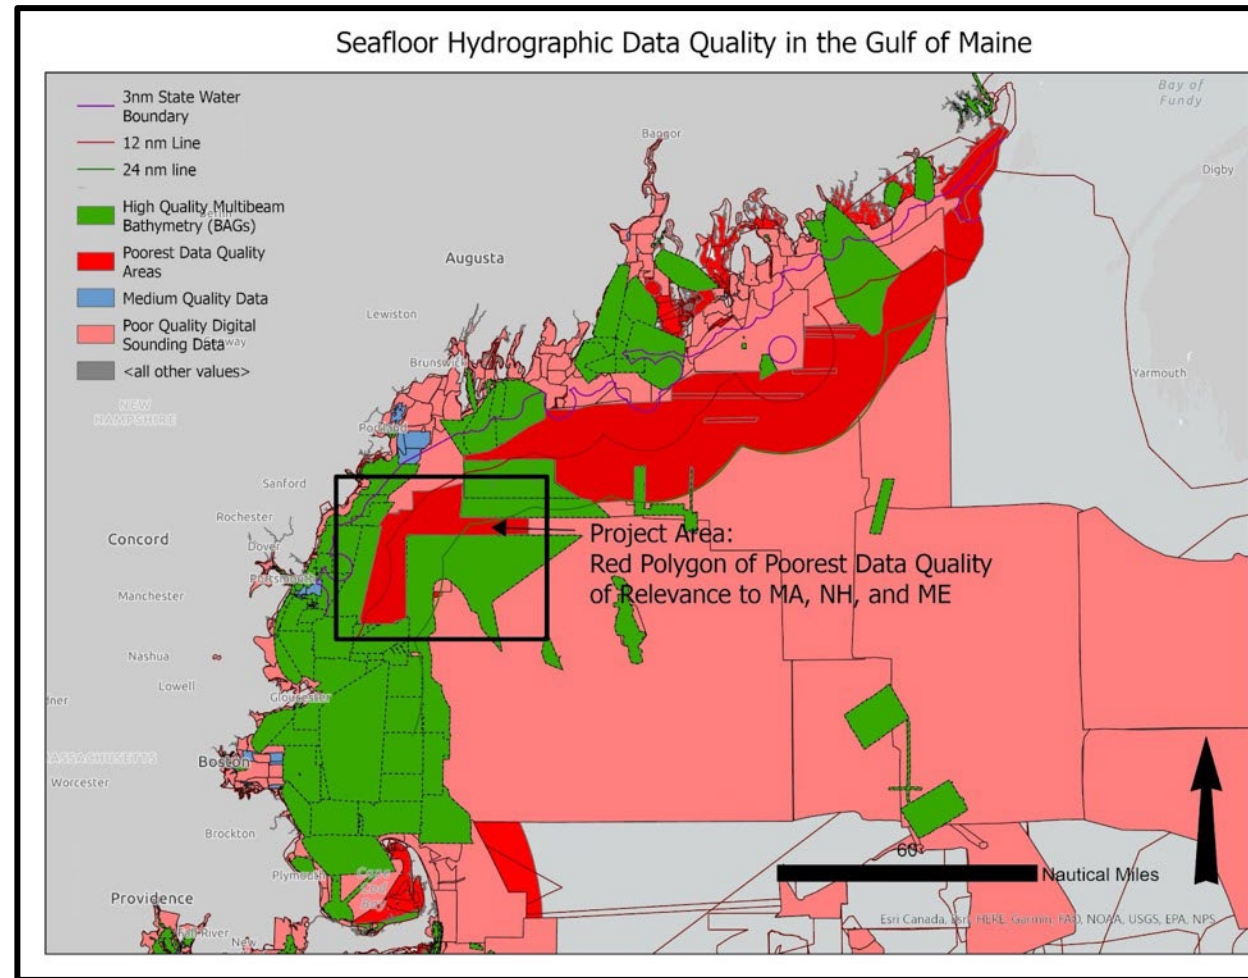 Seafloor Hydrographic Data Quality in the Gulf of Maine
3nm State Water
Boundary
12 nm Line
24 nm line
High Quality Multibeam
Bathymetry (BAGs)
Poorest Data Quality
Areas
Medium Quality Data
Poor Quality Digital
Sounding Data
<all other values>
Bay of
Fundy
Bangor
Digby
Augusta
Lewiston
Brunswick
Yarmouth
NEW
HAMPSHIRE
Portland
Sanford
Rochester
Concord
Dover
Portsmouth
Manchester
Project Area:
Red Polygon of Poorest Data Quality
of Relevance to MA, NH, and ME
Nashua
Lowell
Gloucester
MASSACHUSETTS
Boston
Worcester
Brockton
Plymouth
Cape
Cod
Bay
60
Nautical Miles
Providence
Fall River
New
Esri Canada, Esri, HERE, Garmin, FAO, NOAA, USGS, EPA, NPS